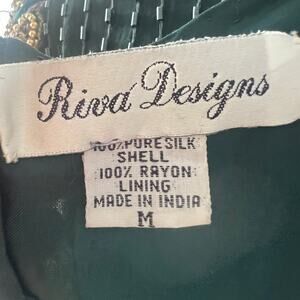 Riva Designs
100% PURE SILK
SHELL
100% RAYON
LINING
MADE IN INDIA
M